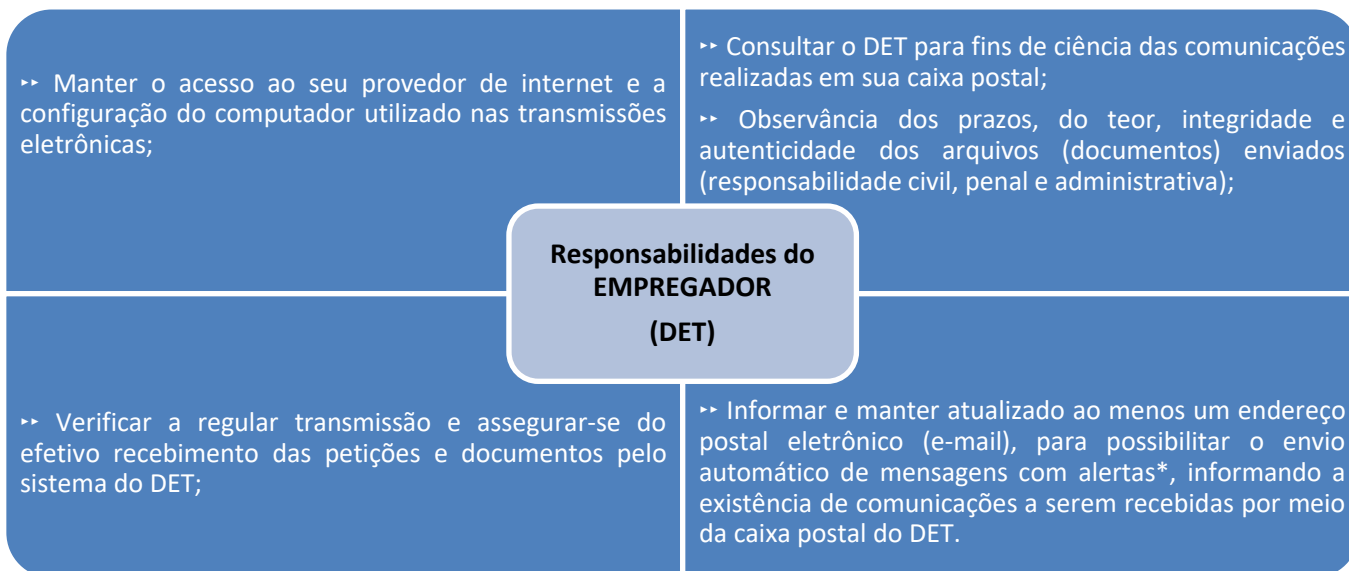 ‣‣ Manter o acesso ao seu provedor de internet e a
configuração do computador utilizado nas transmissões
eletrônicas;
‣‣ Consultar o DET para fins de ciência das comunicações
realizadas em sua caixa postal;
‣‣ Observância dos prazos, do teor, integridade e
autenticidade dos arquivos (documentos) enviados
(responsabilidade civil, penal e administrativa);
Responsabilidades do
EMPREGADOR
(DET)
‣‣ Verificar a regular transmissão e assegurar-se do
efetivo recebimento das petições e documentos pelo
sistema do DET;
‣‣ Informar e manter atualizado ao menos um endereço
postal eletrônico (e-mail), para possibilitar o envio
automático de mensagens com alertas*, informando a
existência de comunicações a serem recebidas por meio
da caixa postal do DET.